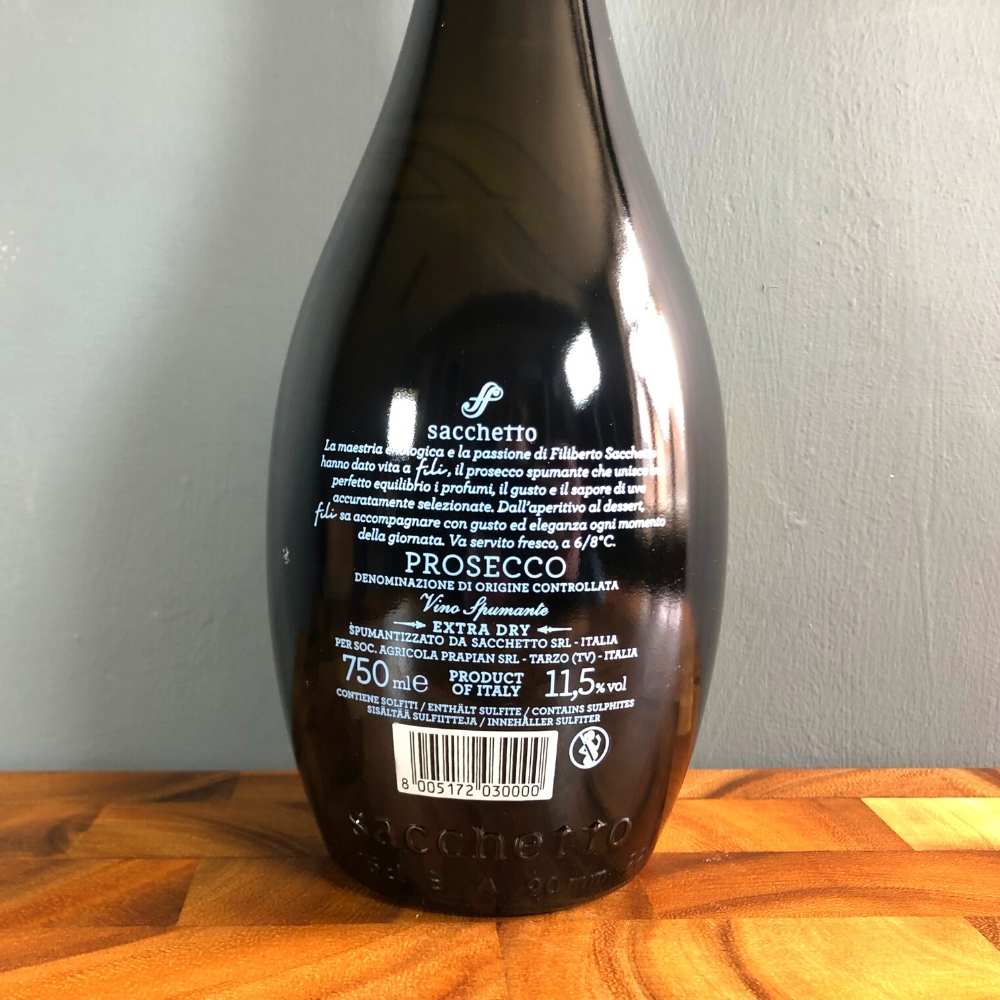 sacchetto
La maestria enologica e la passione di Filiberto Sacchetto
hanno dato vita a fili, il prosecco spumante che unisce in
perfetto equilibrio i profumi, il gusto e il sapore di uve
accuratamente selezionate. Dall'aperitivo al dessert,
fili sa accompagnare con gusto ed eleganza ogni momento
della giornata. Va servito fresco, a 6/8°C.
PROSECCO
DENOMINAZIONE DI ORIGINE CONTROLLATA
Vino Spumante
EXTRA DRY
SPUMANTIZZATO DA SACCHETTO SRL - ITALIA
PER SOC. AGRICOLA PRAPIAN SRL - TARZO (TV) - ITALIA
750 ml e PRODUCT OF ITALY 11,5% vol
CONTIENE SOLFITI / ENTHÄLT SULFITE / CONTAINS SULPHITES
SISÄLTÄÄ SULFIITTEJA / INNEHÅLLER SULFITER
8 005172 030000
sacchetto